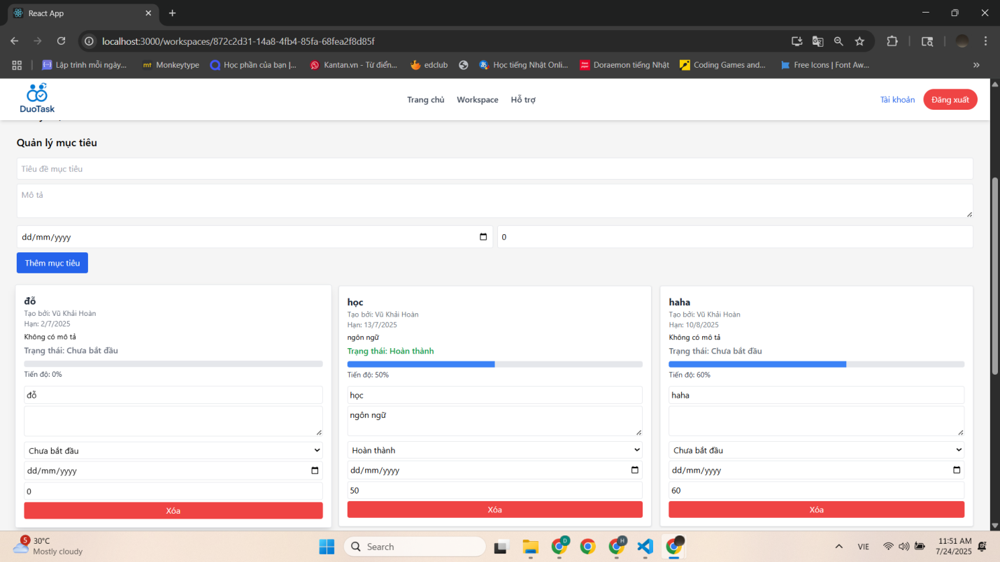 React App
localhost:3000/workspaces/872c2d31-14a8-4fb4-85fa-68fea2f8d85f
Lập trình mỗi ngày... mt Monkeytype Học phần của bạn |... Kantan.vn - Từ điển... edclub Học tiếng Nhật Onli... Doraemon tiếng Nhật Coding Games and... Free Icons | Font Aw... »
DuoTask
Trang chủ Workspace Hỗ trợ
Tài khoản Đăng xuất
Quản lý mục tiêu
Tiêu đề mục tiêu
Mô tả
dd/mm/yyyy 0
Thêm mục tiêu
đỗ
Tạo bởi: Vũ Khải Hoàn
Hạn: 2/7/2025
Không có mô tả
Trạng thái: Chưa bắt đầu
Tiến độ: 0%
đỗ
Chưa bắt đầu
dd/mm/yyyy
0
Xóa
học
Tạo bởi: Vũ Khải Hoàn
Hạn: 13/7/2025
ngôn ngữ
Trạng thái: Hoàn thành
Tiến độ: 50%
học
ngôn ngữ
Hoàn thành
dd/mm/yyyy
50
Xóa
haha
Tạo bởi: Vũ Khải Hoàn
Hạn: 10/8/2025
Không có mô tả
Trạng thái: Chưa bắt đầu
Tiến độ: 60%
haha
Chưa bắt đầu
dd/mm/yyyy
60
Xóa
5
30°C
Mostly cloudy
Search
D
H
VIE
11:51 AM
7/24/2025